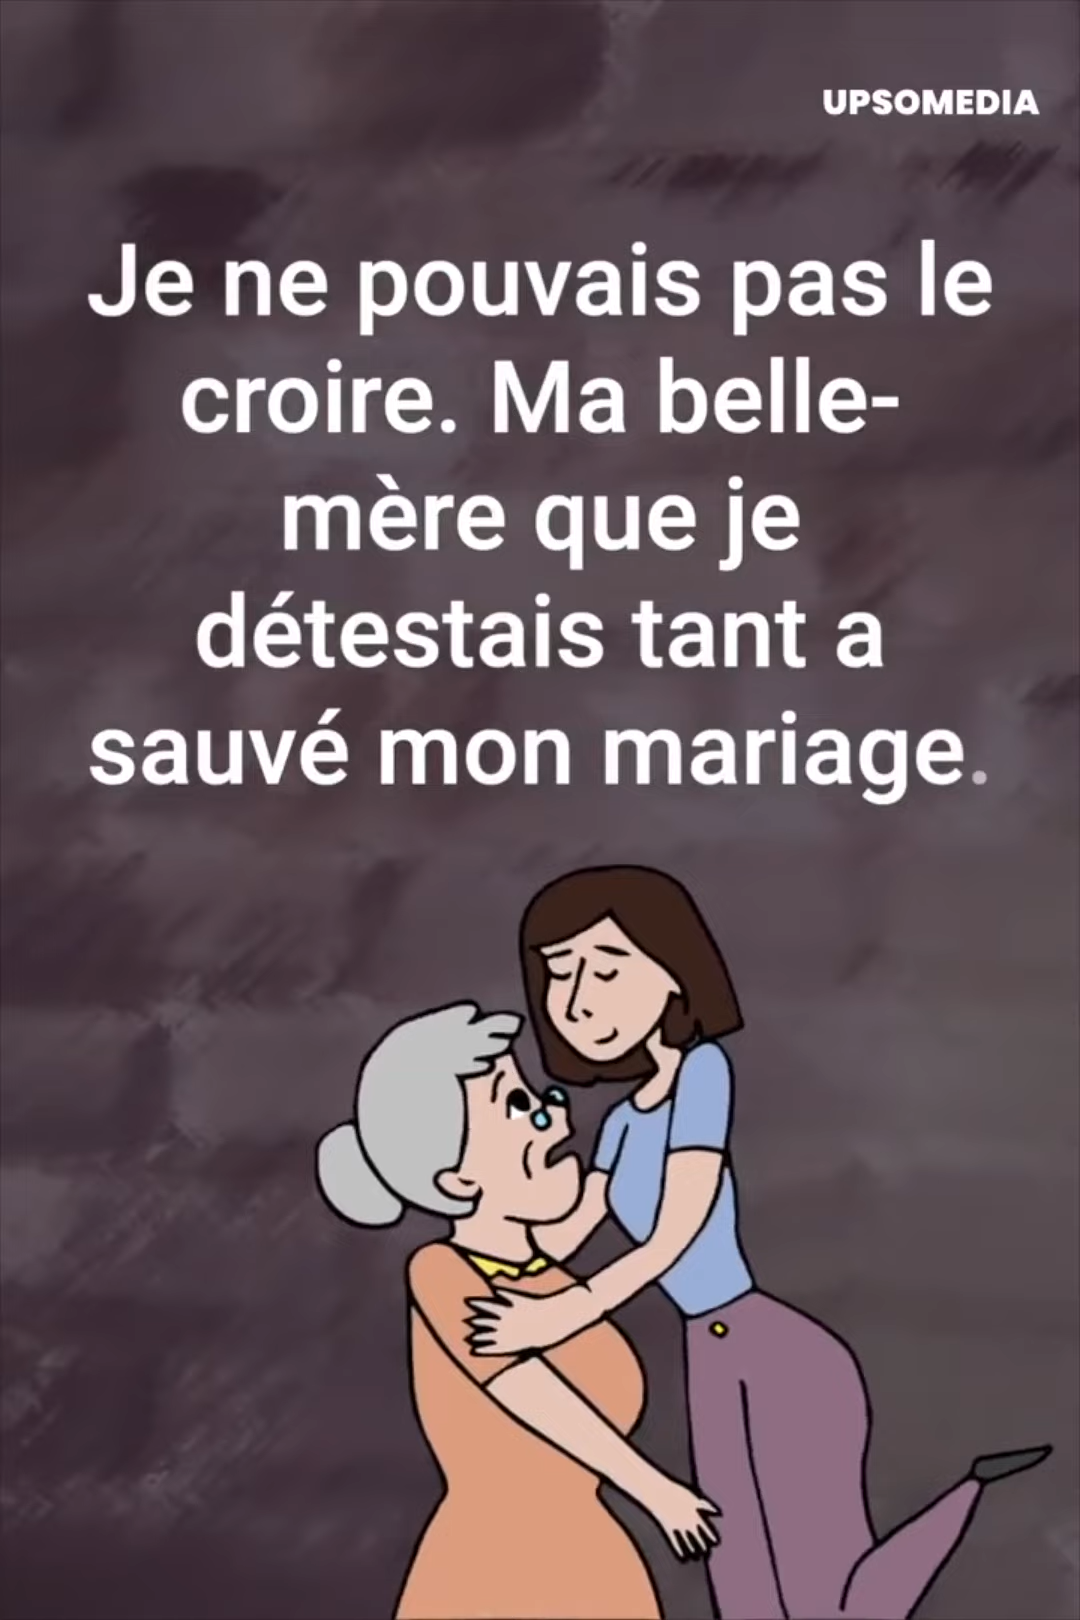 UPSOMEDIA
Je ne pouvais pas le
croire. Ma belle-
mère que je
détestais tant a
sauvé mon mariage.